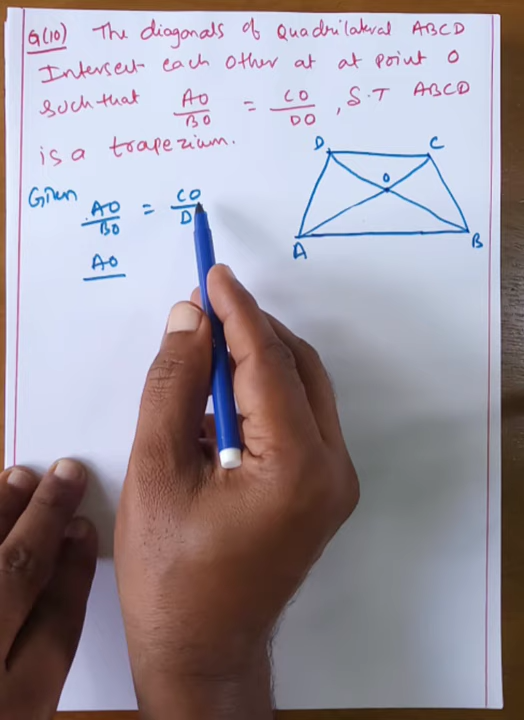 Q(10) The diagonals of Quadrilateral ABCD
Intersect each other at at point O
such that AO/BO = CO/DO, S.T ABCD
is a trapezium.
D C
O
A B
Given AO/BO = CO/D
AO